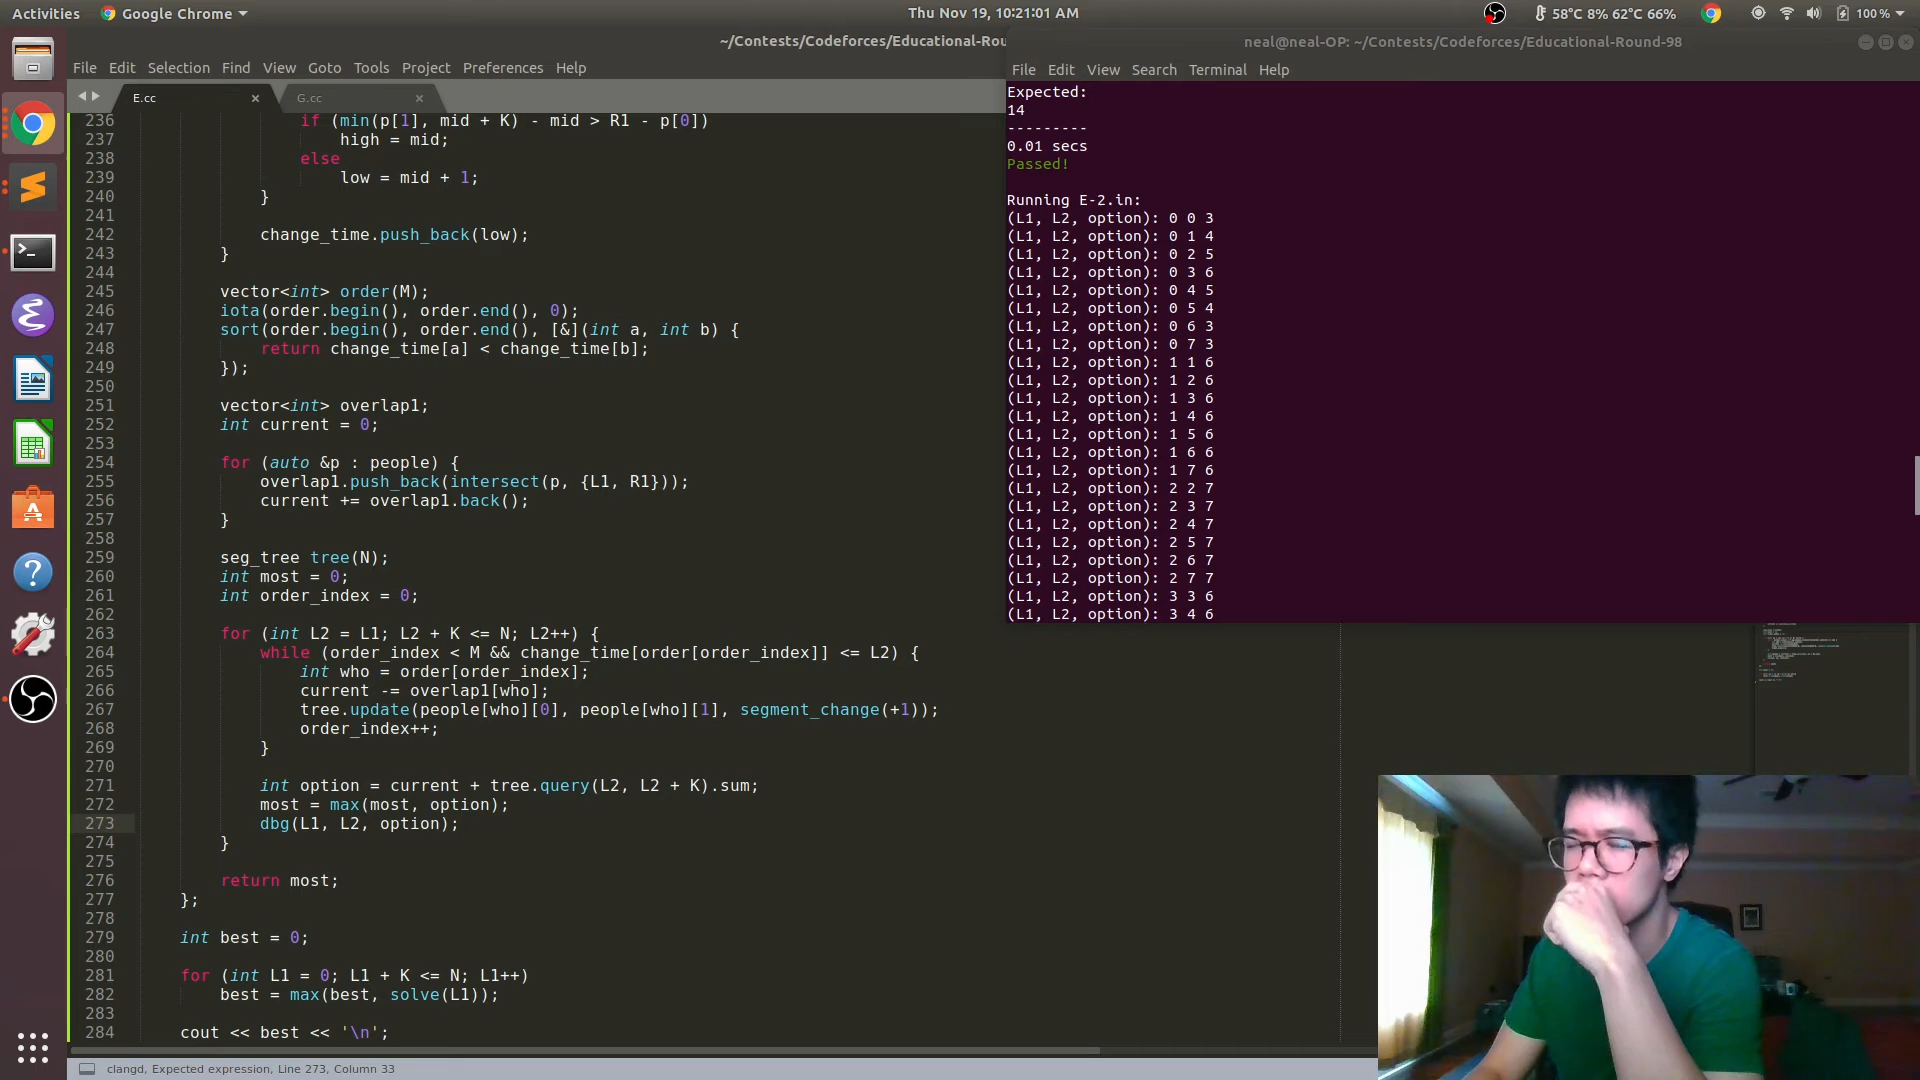 Activities
Google Chrome
Thu Nov 19, 10:21:01 AM
58°C 8% 62°C 66%
100 %
~/Contests/Codeforces/Educational-Rou
File Edit Selection Find View Goto Tools Project Preferences Help
E.cc
G.cc
236 if (min(p[1], mid + K) - mid > R1 - p[0])
237 high = mid;
238 else
239 low = mid + 1;
240 }
241
242 change_time.push_back(low);
243 }
244
245 vector<int> order(M);
246 iota(order.begin(), order.end(), 0);
247 sort(order.begin(), order.end(), [&](int a, int b) {
248 return change_time[a] < change_time[b];
249 });
250
251 vector<int> overlap1;
252 int current = 0;
253
254 for (auto &p : people) {
255 overlap1.push_back(intersect(p, {L1, R1}));
256 current += overlap1.back();
257 }
258
259 seg_tree tree(N);
260 int most = 0;
261 int order_index = 0;
262
263 for (int L2 = L1; L2 + K <= N; L2++) {
264 while (order_index < M && change_time[order[order_index]] <= L2) {
265 int who = order[order_index];
266 current -= overlap1[who];
267 tree.update(people[who][0], people[who][1], segment_change(+1));
268 order_index++;
269 }
270
271 int option = current + tree.query(L2, L2 + K).sum;
272 most = max(most, option);
273 dbg(L1, L2, option);
274 }
275
276 return most;
277 };
278
279 int best = 0;
280
281 for (int L1 = 0; L1 + K <= N; L1++)
282 best = max(best, solve(L1));
283
284 cout << best << '\n';
clangd, Expected expression, Line 273, Column 33
neal@neal-OP: ~/Contests/Codeforces/Educational-Round-98
File Edit View Search Terminal Help
Expected:
14
---------
0.01 secs
Passed!
Running E-2.in:
(L1, L2, option): 0 0 3
(L1, L2, option): 0 1 4
(L1, L2, option): 0 2 5
(L1, L2, option): 0 3 6
(L1, L2, option): 0 4 5
(L1, L2, option): 0 5 4
(L1, L2, option): 0 6 3
(L1, L2, option): 0 7 3
(L1, L2, option): 1 1 6
(L1, L2, option): 1 2 6
(L1, L2, option): 1 3 6
(L1, L2, option): 1 4 6
(L1, L2, option): 1 5 6
(L1, L2, option): 1 6 6
(L1, L2, option): 1 7 6
(L1, L2, option): 2 2 7
(L1, L2, option): 2 3 7
(L1, L2, option): 2 4 7
(L1, L2, option): 2 5 7
(L1, L2, option): 2 6 7
(L1, L2, option): 2 7 7
(L1, L2, option): 3 3 6
(L1, L2, option): 3 4 6